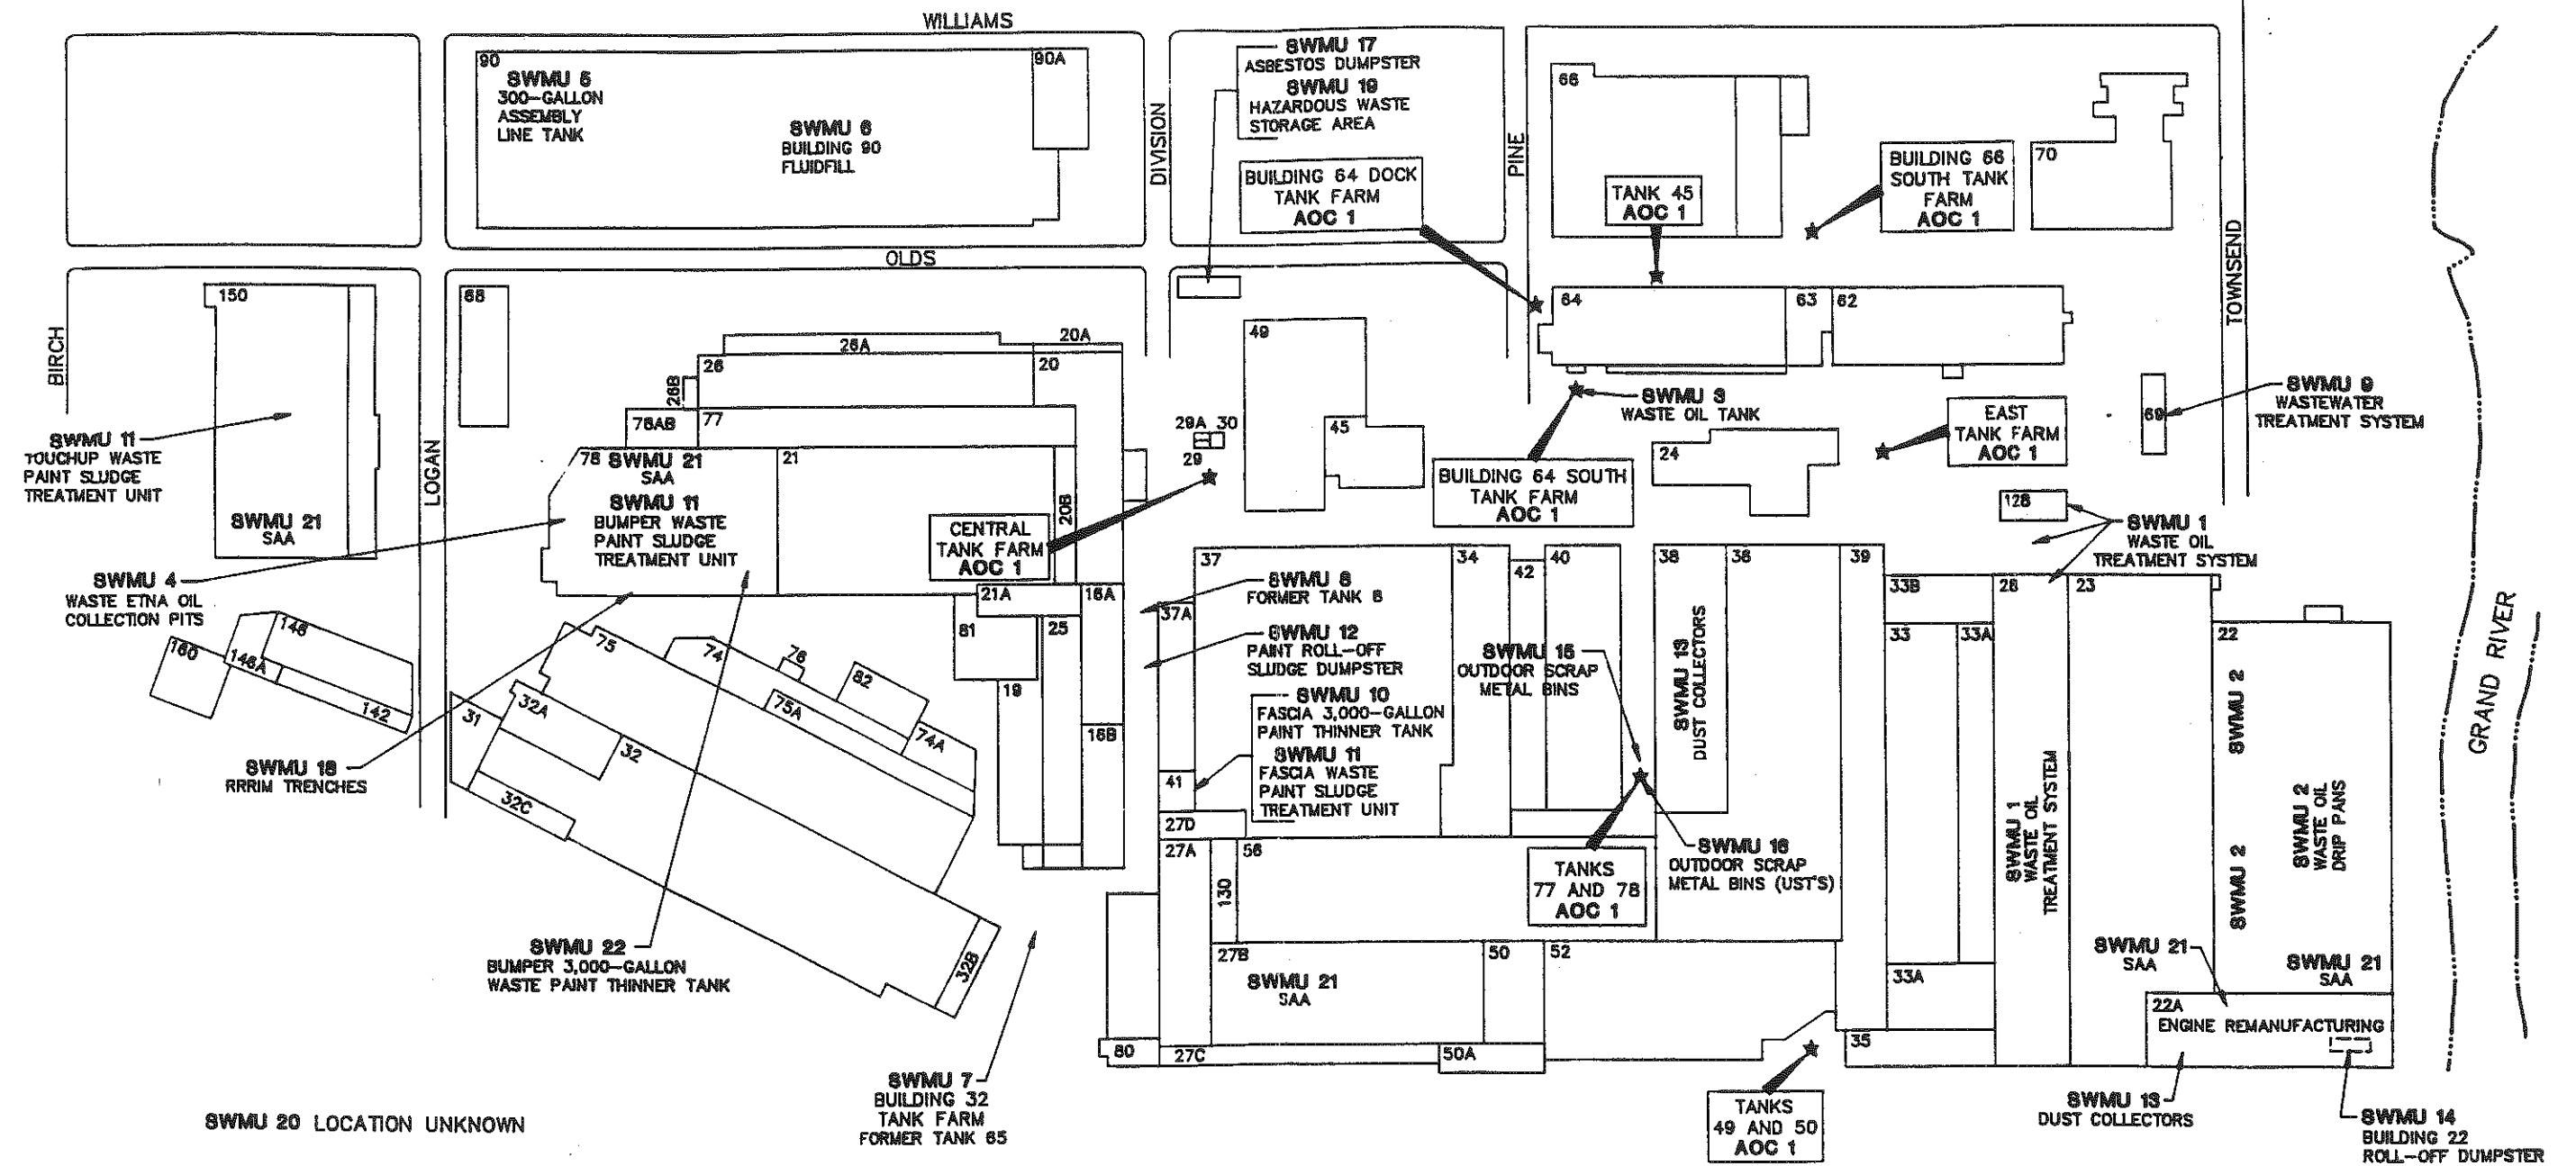 WILLIAMS
90
SWMU 5
300-GALLON
ASSEMBLY
LINE TANK
SWMU 6
BUILDING 90
FLUIDFILL
90A
DIVISION
SWMU 17
ASBESTOS DUMPSTER
SWMU 19
HAZARDOUS WASTE
STORAGE AREA
BUILDING 64 DOCK
TANK FARM
AOC 1
PINE
66
TANK 45
AOC 1
BUILDING 66
SOUTH TANK
FARM
AOC 1
70
TOWNSEND
OLDS
BIRCH
150
SWMU 11
TOUCHUP WASTE
PAINT SLUDGE
TREATMENT UNIT
SWMU 21
SAA
LOGAN
68
26A
20A
26
20
26B
76AB
77
78
SWMU 21
SAA
SWMU 11
BUMPER WASTE
PAINT SLUDGE
TREATMENT UNIT
21
20B
CENTRAL
TANK FARM
AOC 1
29A
30
29
49
45
64
63
62
SWMU 3
WASTE OIL TANK
BUILDING 64 SOUTH
TANK FARM
AOC 1
24
EAST
TANK FARM
AOC 1
69
SWMU 9
WASTEWATER
TREATMENT SYSTEM
128
SWMU 1
WASTE OIL
TREATMENT SYSTEM
SWMU 4
WASTE ETNA OIL
COLLECTION PITS
160
146A
146
142
SWMU 18
RRRIM TRENCHES
31
32A
32
32C
32B
75
74
76
75A
82
74A
21A
81
25
19
16A
16B
37
37A
SWMU 8
FORMER TANK 8
SWMU 12
PAINT ROLL-OFF
SLUDGE DUMPSTER
SWMU 10
FASCIA 3,000-GALLON
PAINT THINNER TANK
SWMU 11
FASCIA WASTE
PAINT SLUDGE
TREATMENT UNIT
41
27D
34
42
40
SWMU 15
OUTDOOR SCRAP
METAL BINS
38
SWMU 13
DUST COLLECTORS
36
39
33B
33
33A
28
23
22
SWMU 1
WASTE OIL
TREATMENT SYSTEM
SWMU 2
SWMU 2
SWMU 2
WASTE OIL
DRIP PANS
GRAND RIVER
27A
130
56
TANKS
77 AND 78
AOC 1
SWMU 16
OUTDOOR SCRAP
METAL BINS (UST'S)
27B
SWMU 21
SAA
50
52
33A
SWMU 21
SAA
SWMU 21
SAA
22A
ENGINE REMANUFACTURING
80
27C
50A
35
SWMU 22
BUMPER 3,000-GALLON
WASTE PAINT THINNER TANK
SWMU 7
BUILDING 32
TANK FARM
FORMER TANK 65
TANKS
49 AND 50
AOC 1
SWMU 13
DUST COLLECTORS
SWMU 14
BUILDING 22
ROLL-OFF DUMPSTER
SWMU 20 LOCATION UNKNOWN